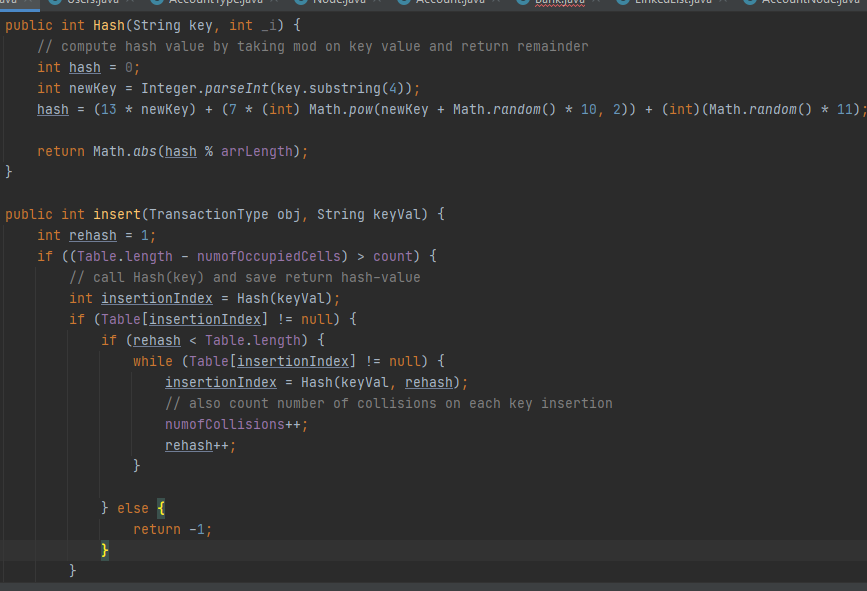 ava Users.java AccountType.java Node.java Account.java Bank.java LinkedList.java AccountNode.java
public int Hash(String key, int _i) {
// compute hash value by taking mod on key value and return remainder
int hash = 0;
int newKey = Integer.parseInt(key.substring(4));
hash = (13 * newKey) + (7 * (int) Math.pow(newKey + Math.random() * 10, 2)) + (int)(Math.random() * 11);
return Math.abs(hash % arrLength);
}
public int insert(TransactionType obj, String keyVal) {
int rehash = 1;
if ((Table.length - numofOccupiedCells) > count) {
// call Hash(key) and save return hash-value
int insertionIndex = Hash(keyVal);
if (Table[insertionIndex] != null) {
if (rehash < Table.length) {
while (Table[insertionIndex] != null) {
insertionIndex = Hash(keyVal, rehash);
// also count number of collisions on each key insertion
numofCollisions++;
rehash++;
}
} else {
return -1;
}
}